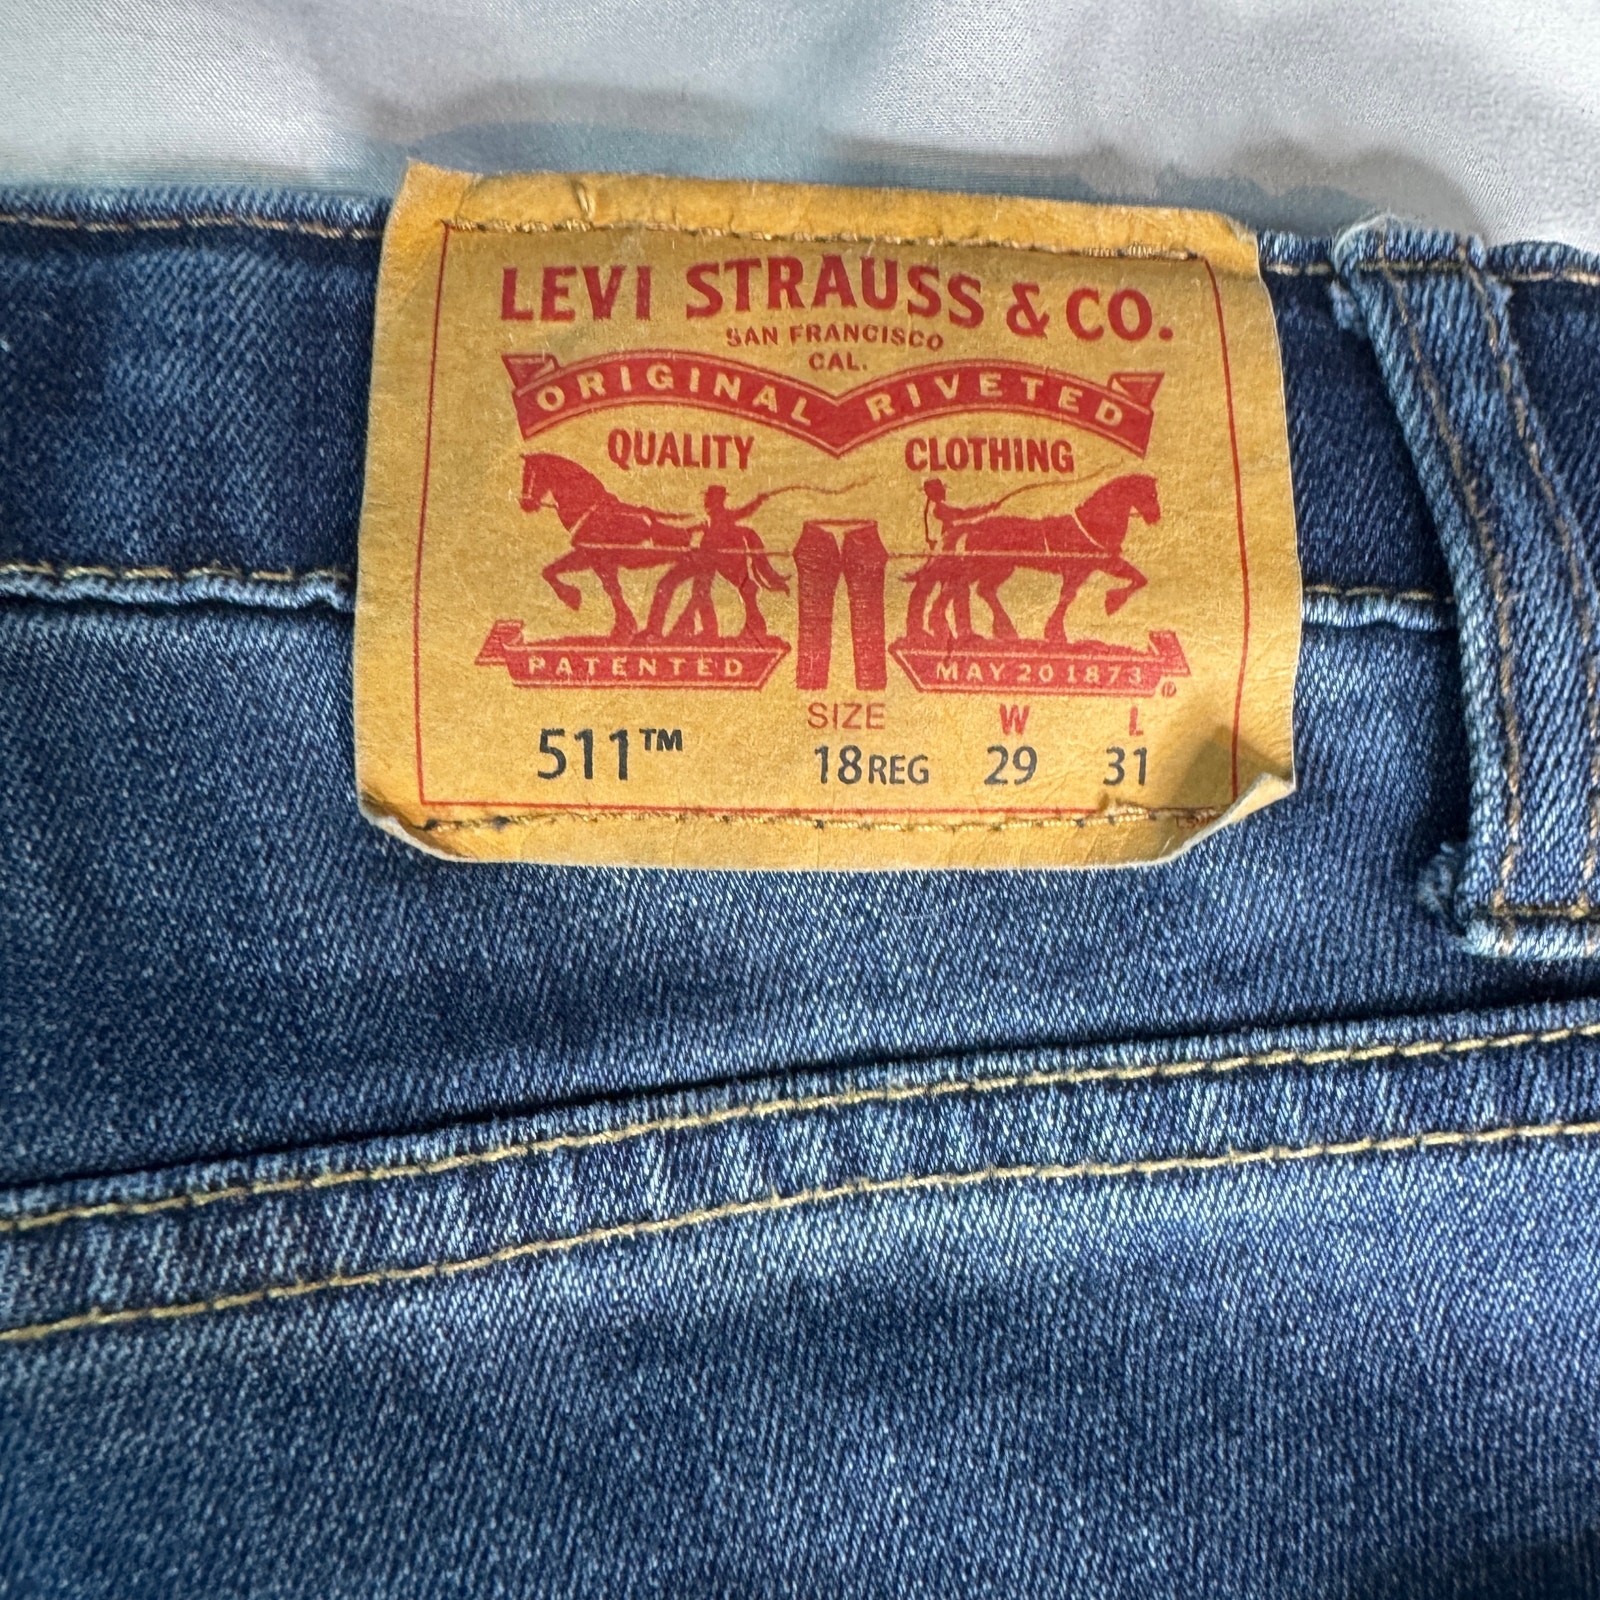 LEVI STRAUSS & CO.
SAN FRANCISCO
CAL.
ORIGINAL RIVETED
QUALITY CLOTHING
PATENTED MAY 20 1873 ®
SIZE W L
511™ 18REG 29 31